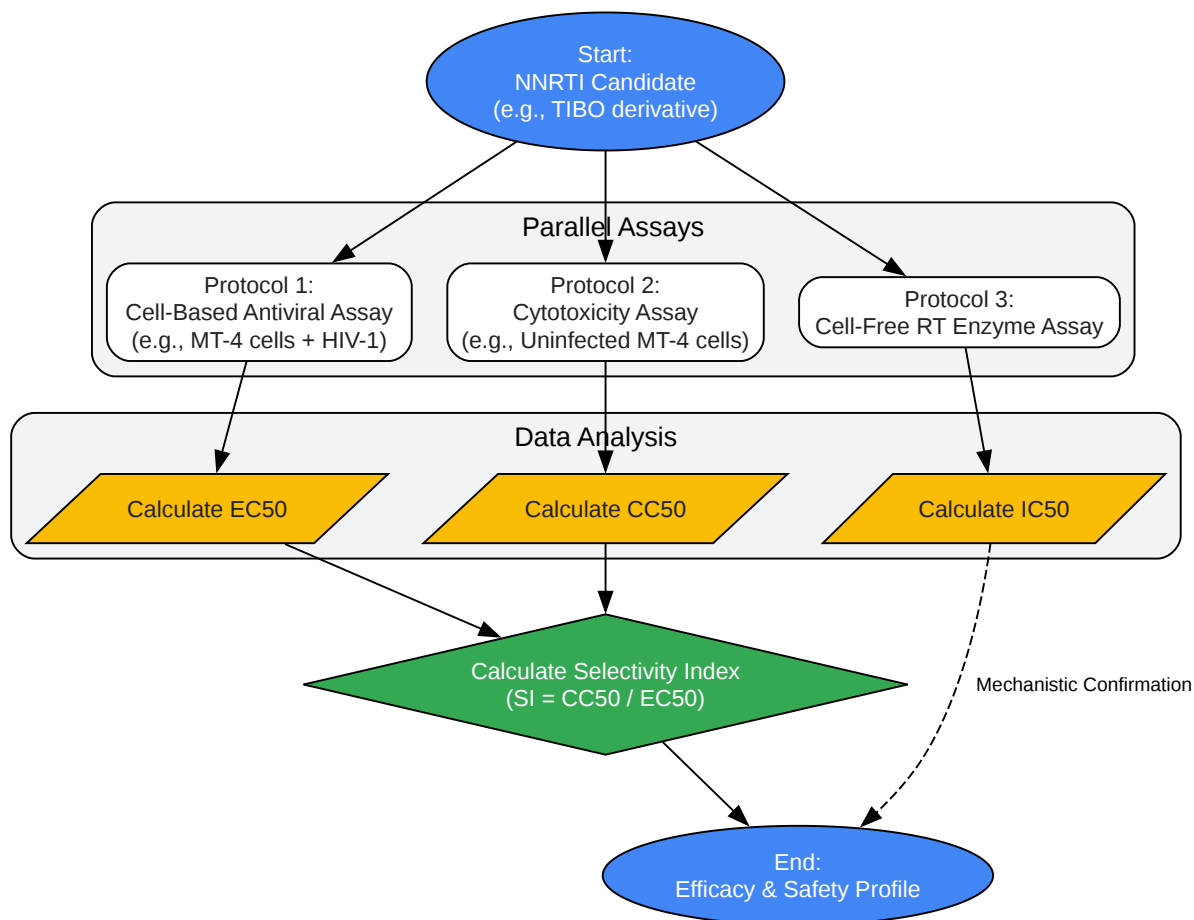 Start:
NNRTI Candidate
(e.g., TIBO derivative)
Parallel Assays
Protocol 1:
Cell-Based Antiviral Assay
(e.g., MT-4 cells + HIV-1)
Protocol 2:
Cytotoxicity Assay
(e.g., Uninfected MT-4 cells)
Protocol 3:
Cell-Free RT Enzyme Assay
Data Analysis
Calculate EC50
Calculate CC50
Calculate IC50
Calculate Selectivity Index
(SI = CC50 / EC50)
Mechanistic Confirmation
End:
Efficacy & Safety Profile